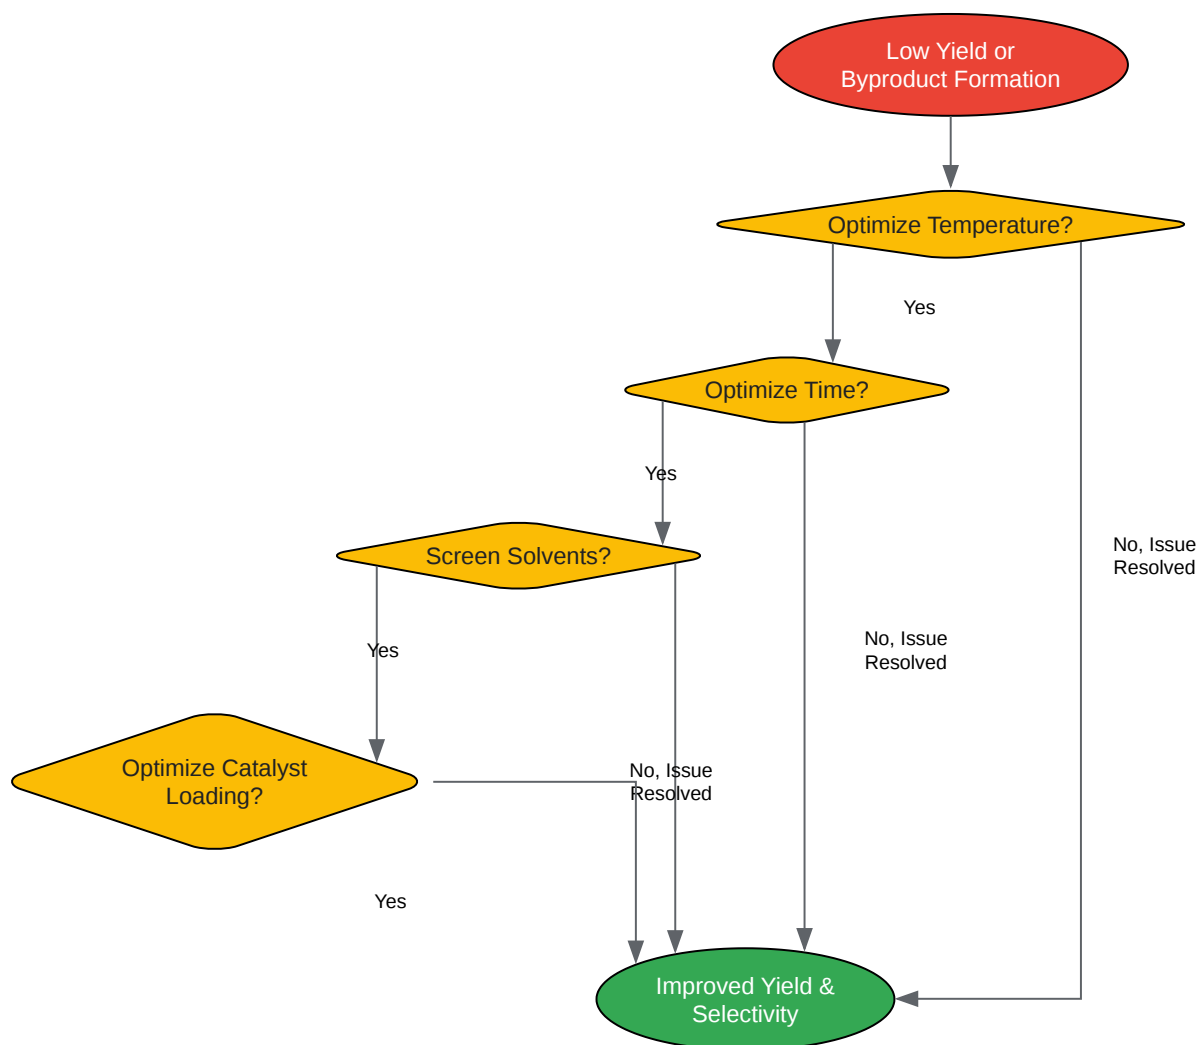 Low Yield or
Byproduct Formation
Optimize Temperature?
Yes
Optimize Time?
Yes
No, Issue
Resolved
Screen Solvents?
No, Issue
Resolved
Yes
Optimize Catalyst
Loading?
No, Issue
Resolved
Yes
Improved Yield &
Selectivity